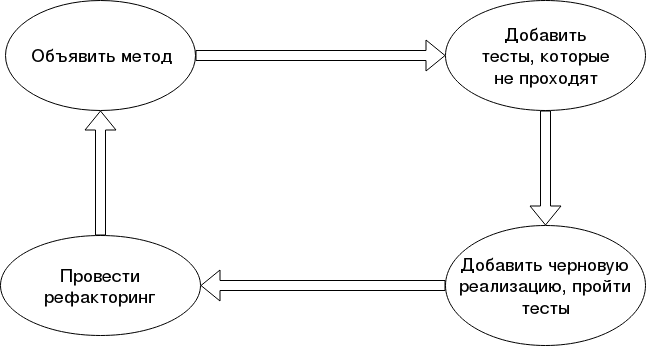 Объявить метод
Добавить
тесты, которые
не проходят
Добавить черновую
реализацию, пройти
тесты
Провести
рефакторинг